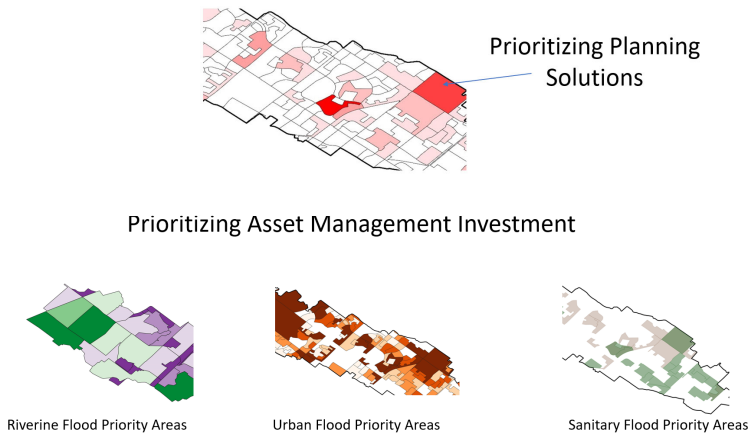 Prioritizing Planning
Solutions
Prioritizing Asset Management Investment
Riverine Flood Priority Areas
Urban Flood Priority Areas
Sanitary Flood Priority Areas